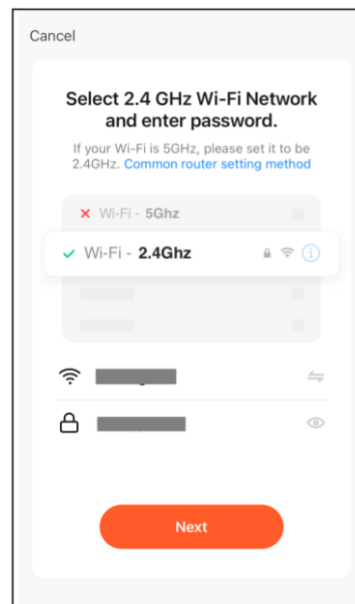 Cancel
Select 2.4 GHz Wi-Fi Network
and enter password.
If your Wi-Fi is 5GHz, please set it to be
2.4GHz. Common router setting method
Wi-Fi - 5Ghz
Wi-Fi - 2.4Ghz
Next